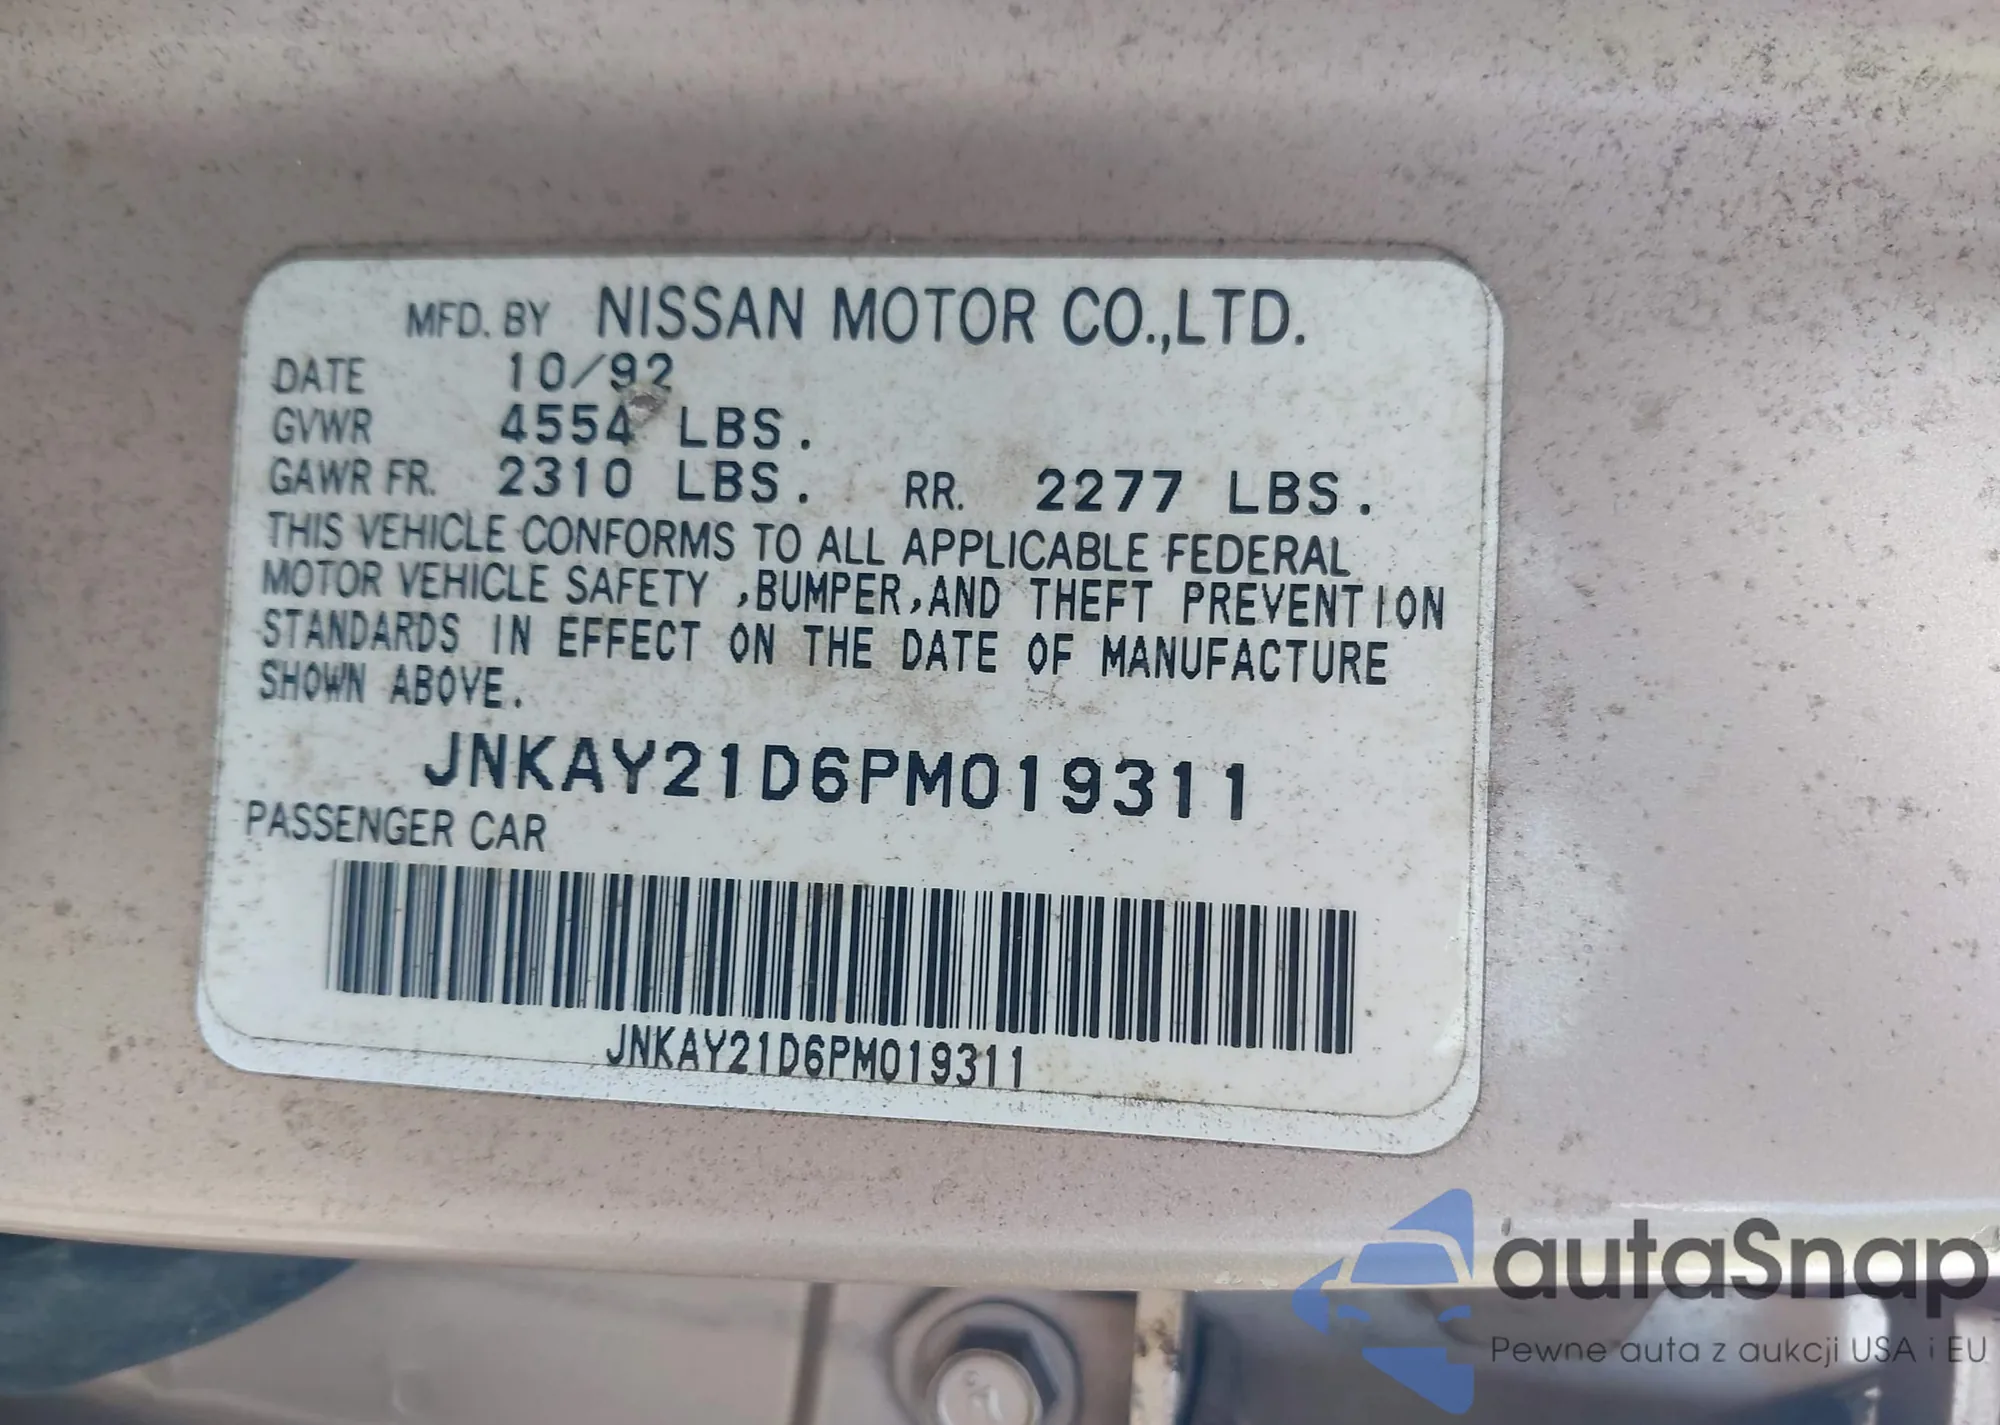 MFD. BY NISSAN MOTOR CO.,LTD.
DATE 10/92
GVWR 4554 LBS.
GAWR FR. 2310 LBS. RR. 2277 LBS.
THIS VEHICLE CONFORMS TO ALL APPLICABLE FEDERAL
MOTOR VEHICLE SAFETY ,BUMPER,AND THEFT PREVENTION
STANDARDS IN EFFECT ON THE DATE OF MANUFACTURE
SHOWN ABOVE.
JNKAY21D6PM019311
PASSENGER CAR
JNKAY21D6PM019311
autaSnap
Pewne auta z aukcji USA i EU